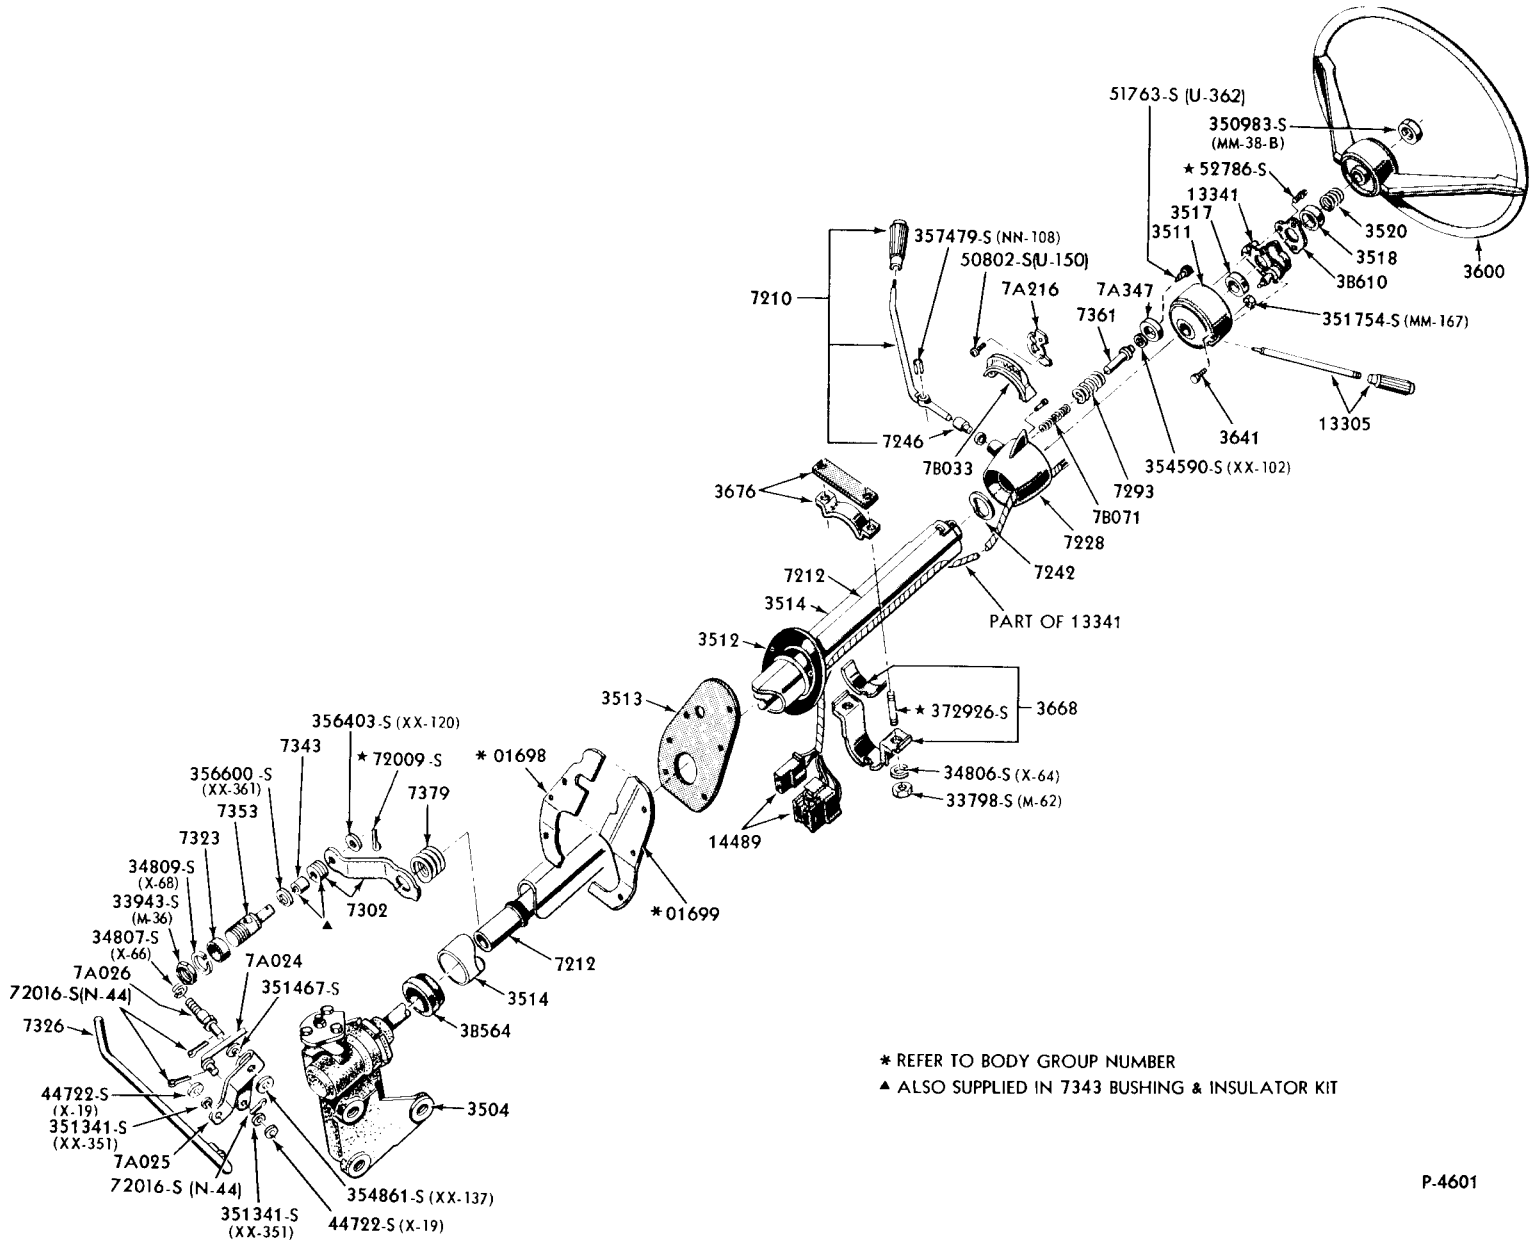 51763-S (U-362)
350983-S
(MM-38-B)
★ 52786-S
13341
3517
3511
3520
3518
3B610
3600
351754-S (MM-167)
357479-S (NN-108)
50802-S(U-150)
7A216
7A347
7361
7210
13305
3641
7246
7B033
354590-S (XX-102)
7293
7B071
3676
7228
7242
7212
3514
PART OF 13341
3512
3513
★ 372926-S
3668
356403-S (XX-120)
7343
★ 72009-S
* 01698
356600-S
(XX-361)
7353
7379
34806-S (X-64)
33798-S (M-62)
7323
14489
34809-S
(X-68)
33943-S
(M-36)
7302
▲
* 01699
34807-S
(X-66)
7A024
7A026
351467-S
7212
72016-S(N-44)
3514
7326
3B564
* REFER TO BODY GROUP NUMBER
▲ ALSO SUPPLIED IN 7343 BUSHING & INSULATOR KIT
44722-S
(X-19)
3504
351341-S
(XX-351)
7A025
72016-S (N-44)
354861-S (XX-137)
351341-S
(XX-351)
44722-S (X-19)
P-4601